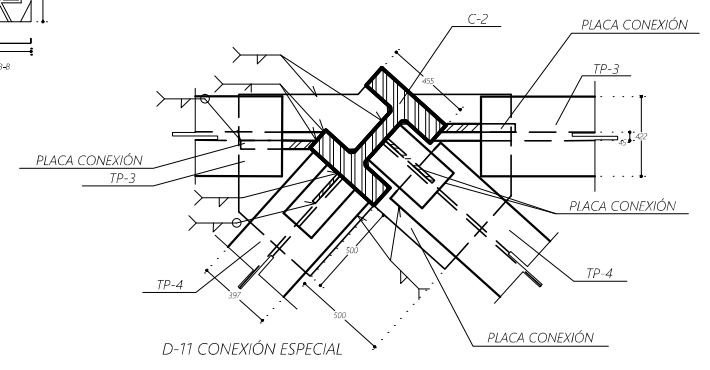 C-2
PLACA CONEXIÓN
TP-3
455
422
45
PLACA CONEXIÓN
TP-3
PLACA CONEXIÓN
500
TP-4
TP-4
397
500
PLACA CONEXIÓN
D-11 CONEXIÓN ESPECIAL